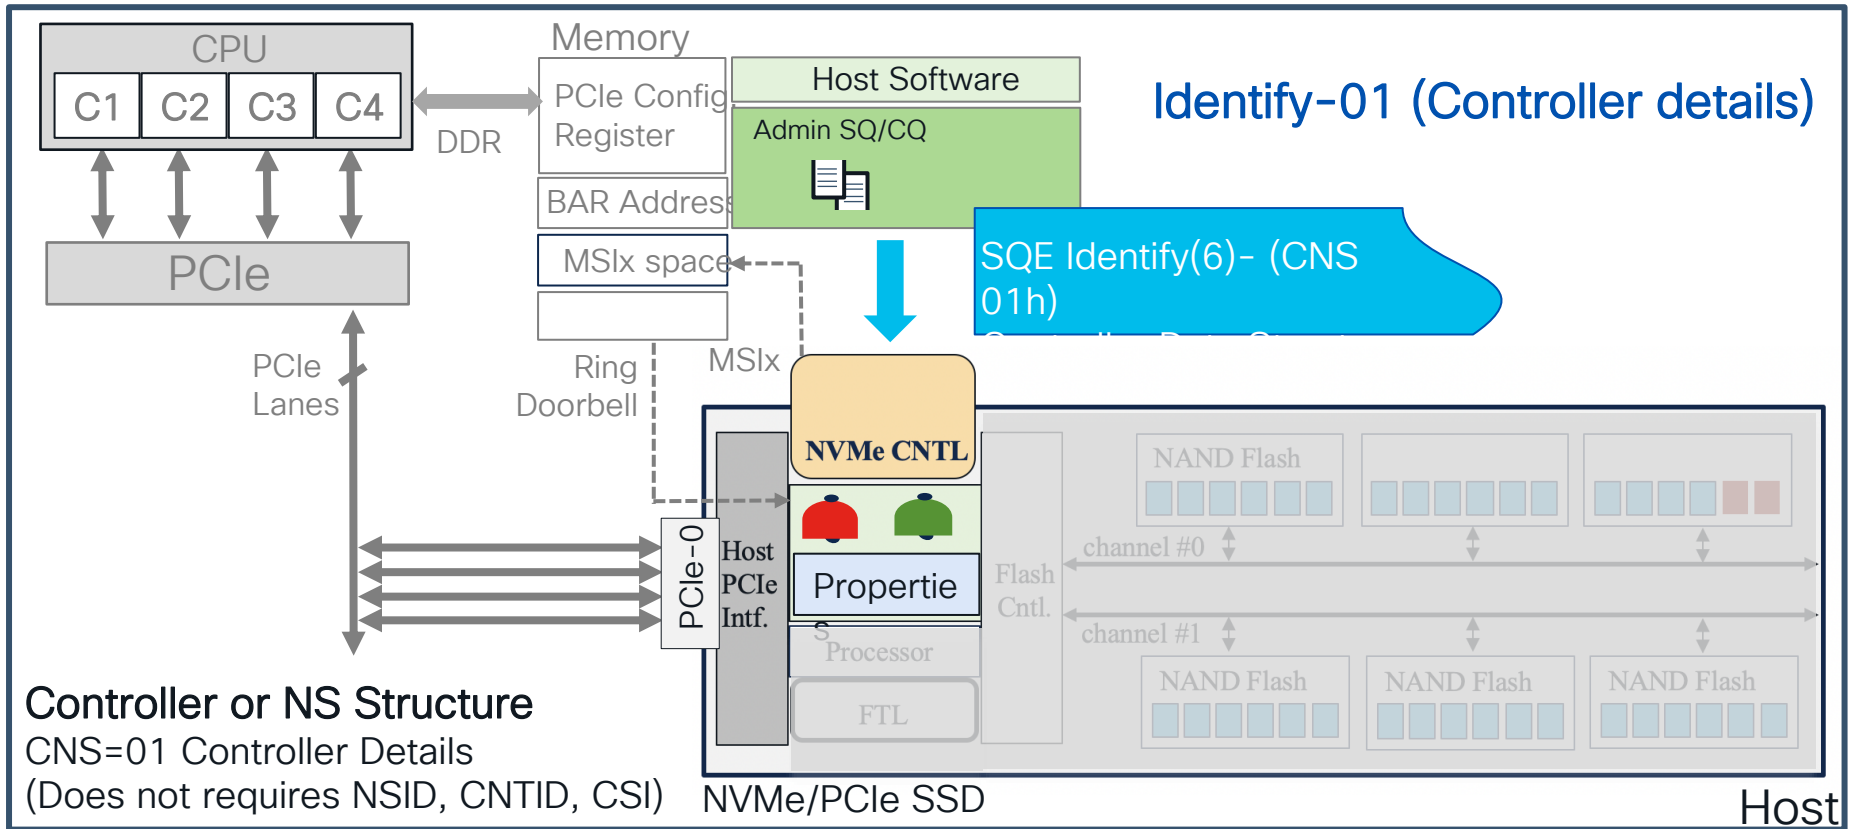 CPU
C1 C2 C3 C4
DDR
PCIe
PCIe
Lanes
Memory
PCIe Config
Register
BAR Address
MSIx space
Ring
Doorbell
MSIx
Host Software
Admin SQ/CQ
Identify-01 (Controller details)
SQE Identify(6)- (CNS
01h)
NVMe CNTL
Propertie
s
Processor
FTL
PCIe-0
Host
PCIe
Intf.
Flash
Cntl.
NAND Flash
channel #0
channel #1
NAND Flash
NAND Flash
NAND Flash
Controller or NS Structure
CNS=01 Controller Details
(Does not requires NSID, CNTID, CSI)
NVMe/PCIe SSD
Host